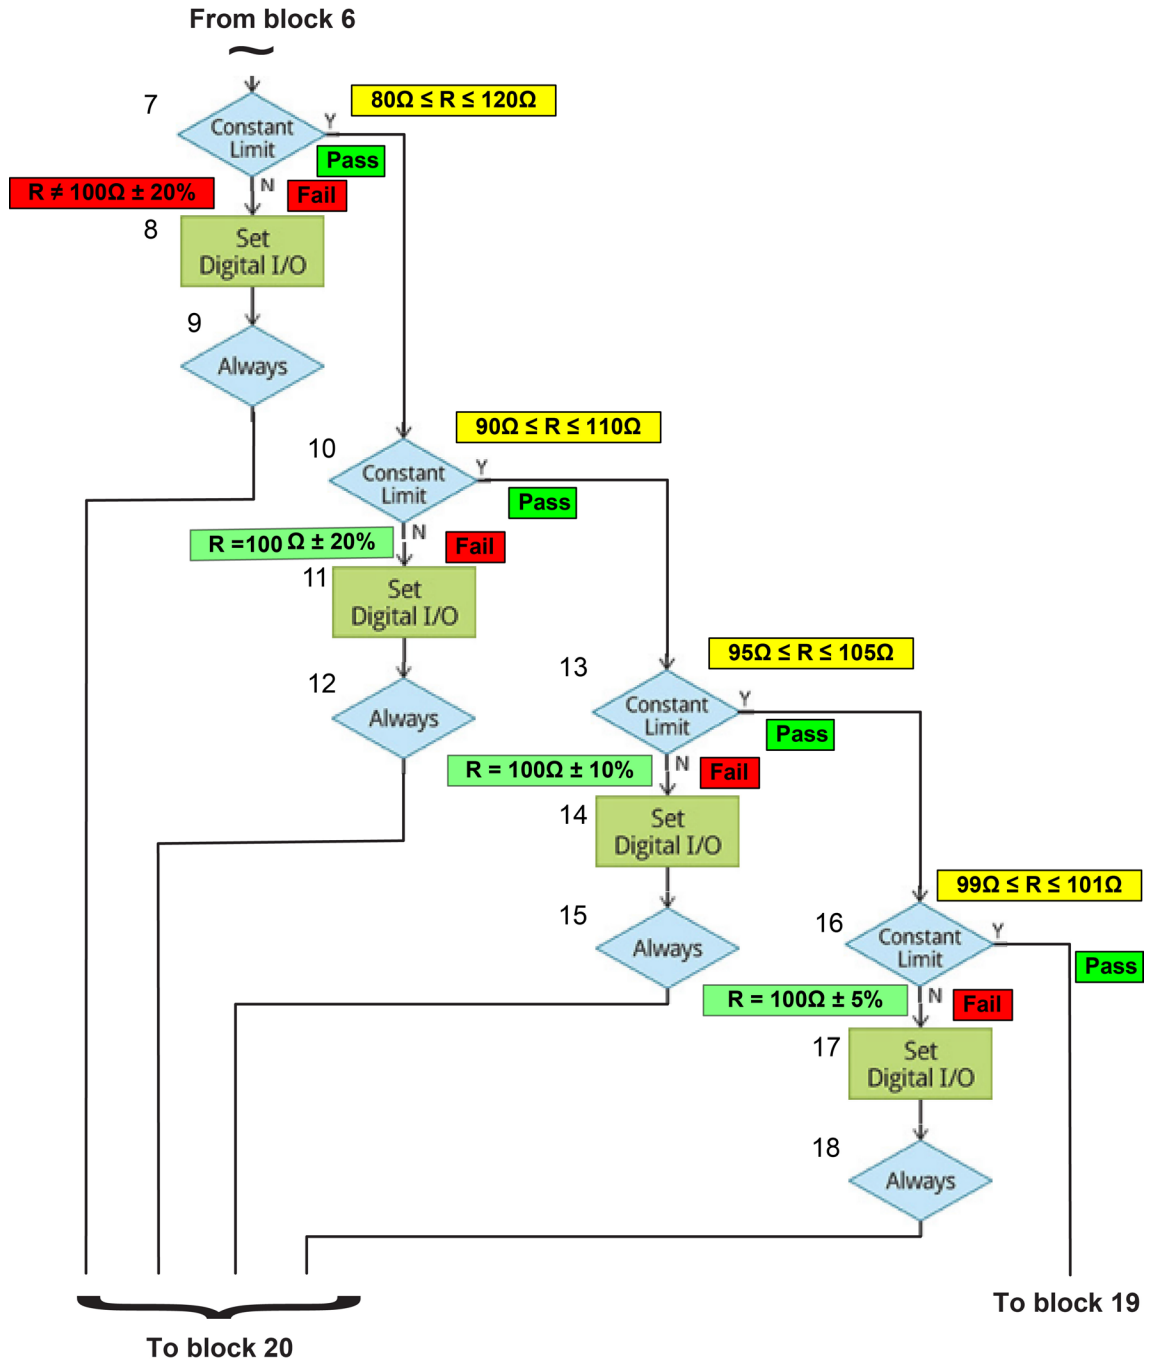 From block 6
7
80Ω ≤ R ≤ 120Ω
Constant
Limit
Y
Pass
N
Fail
R ≠ 100Ω ± 20%
8
Set
Digital I/O
9
Always
10
90Ω ≤ R ≤ 110Ω
Constant
Limit
Y
Pass
N
Fail
R =100 Ω ± 20%
11
Set
Digital I/O
12
Always
13
95Ω ≤ R ≤ 105Ω
Constant
Limit
Y
Pass
N
Fail
R = 100Ω ± 10%
14
Set
Digital I/O
15
Always
16
99Ω ≤ R ≤ 101Ω
Constant
Limit
Y
Pass
N
Fail
R = 100Ω ± 5%
17
Set
Digital I/O
18
Always
To block 19
To block 20